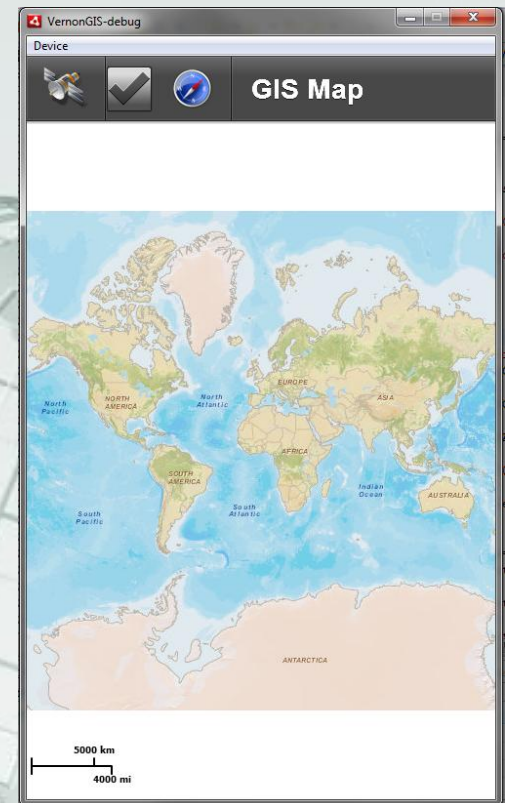 VernonGIS-debug
Device
GIS Map
North
Pacific
NORTH
AMERICA
North
Atlantic
EUROPE
ASIA
AFRICA
SOUTH
AMERICA
South
Pacific
South
Atlantic
Indian
Ocean
AUSTRALIA
ANTARCTICA
5000 km
4000 mi